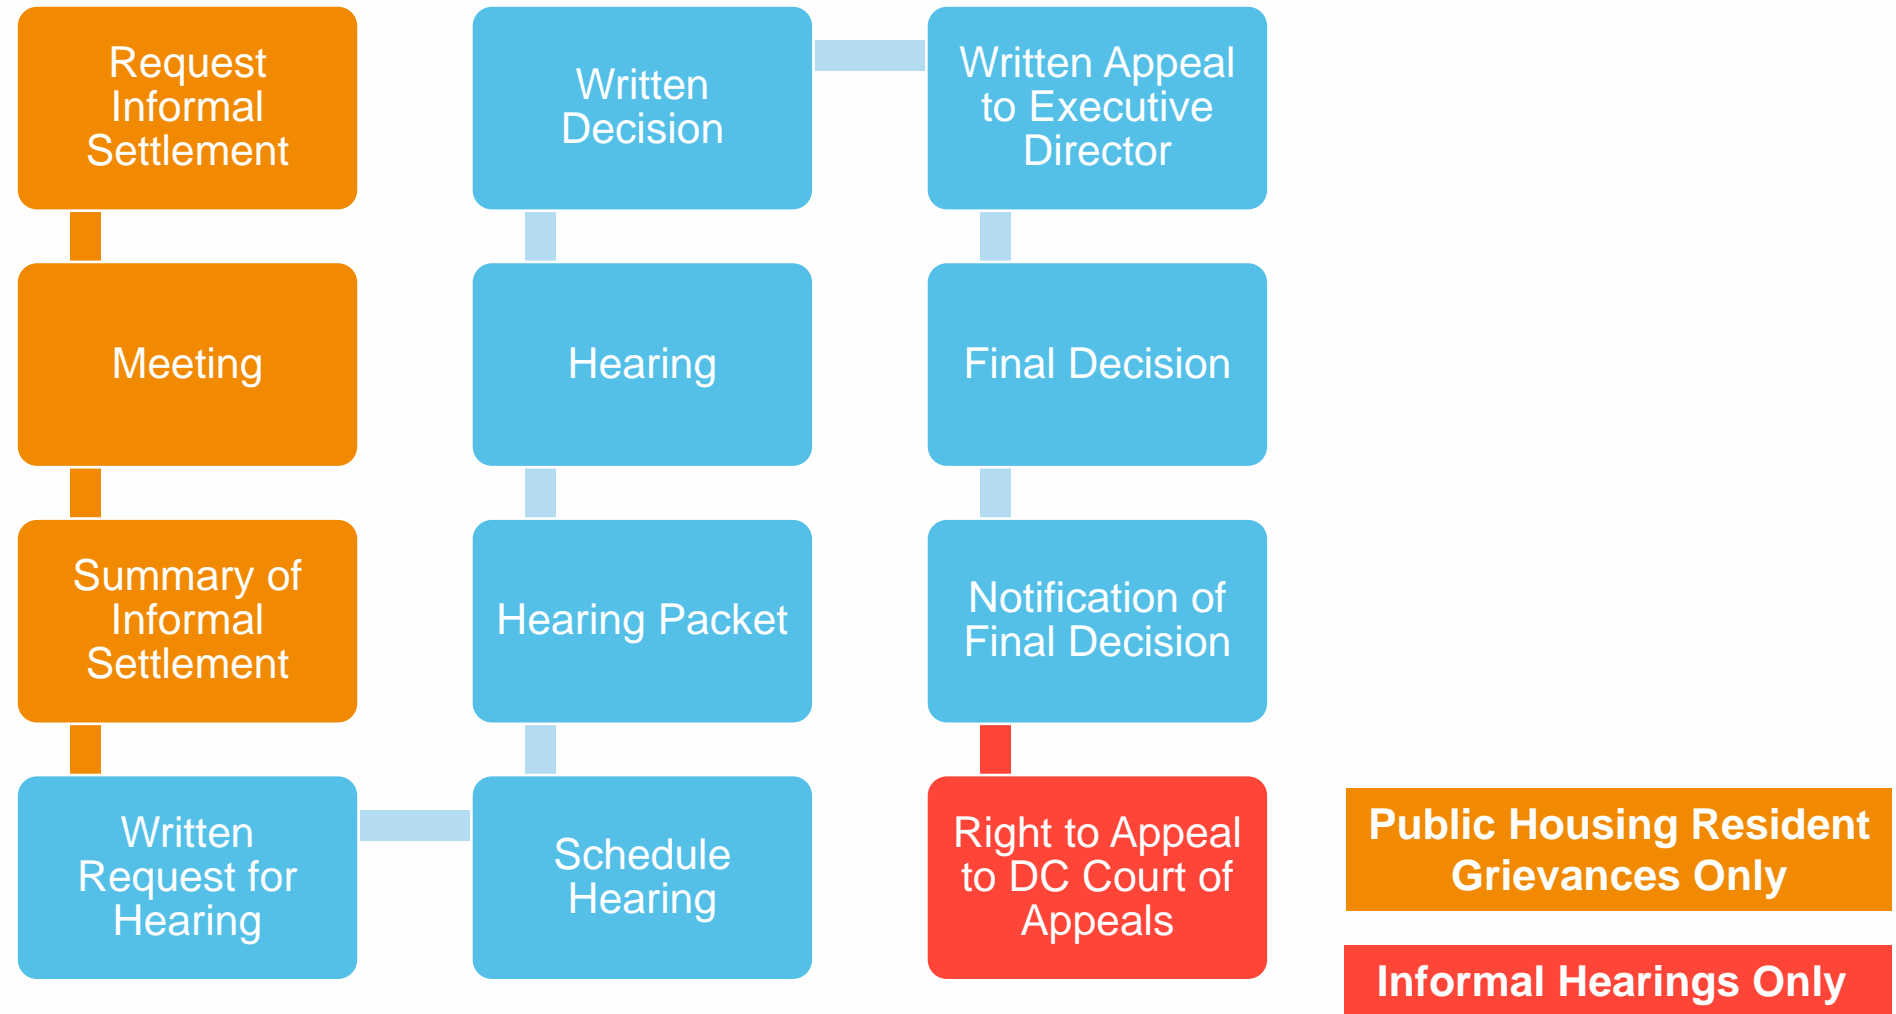 Request
Informal
Settlement
Meeting
Summary of
Informal
Settlement
Written
Request for
Hearing
Schedule
Hearing
Hearing Packet
Hearing
Written
Decision
Written Appeal
to Executive
Director
Final Decision
Notification of
Final Decision
Right to Appeal
to DC Court of
Appeals
Public Housing Resident
Grievances Only
Informal Hearings Only